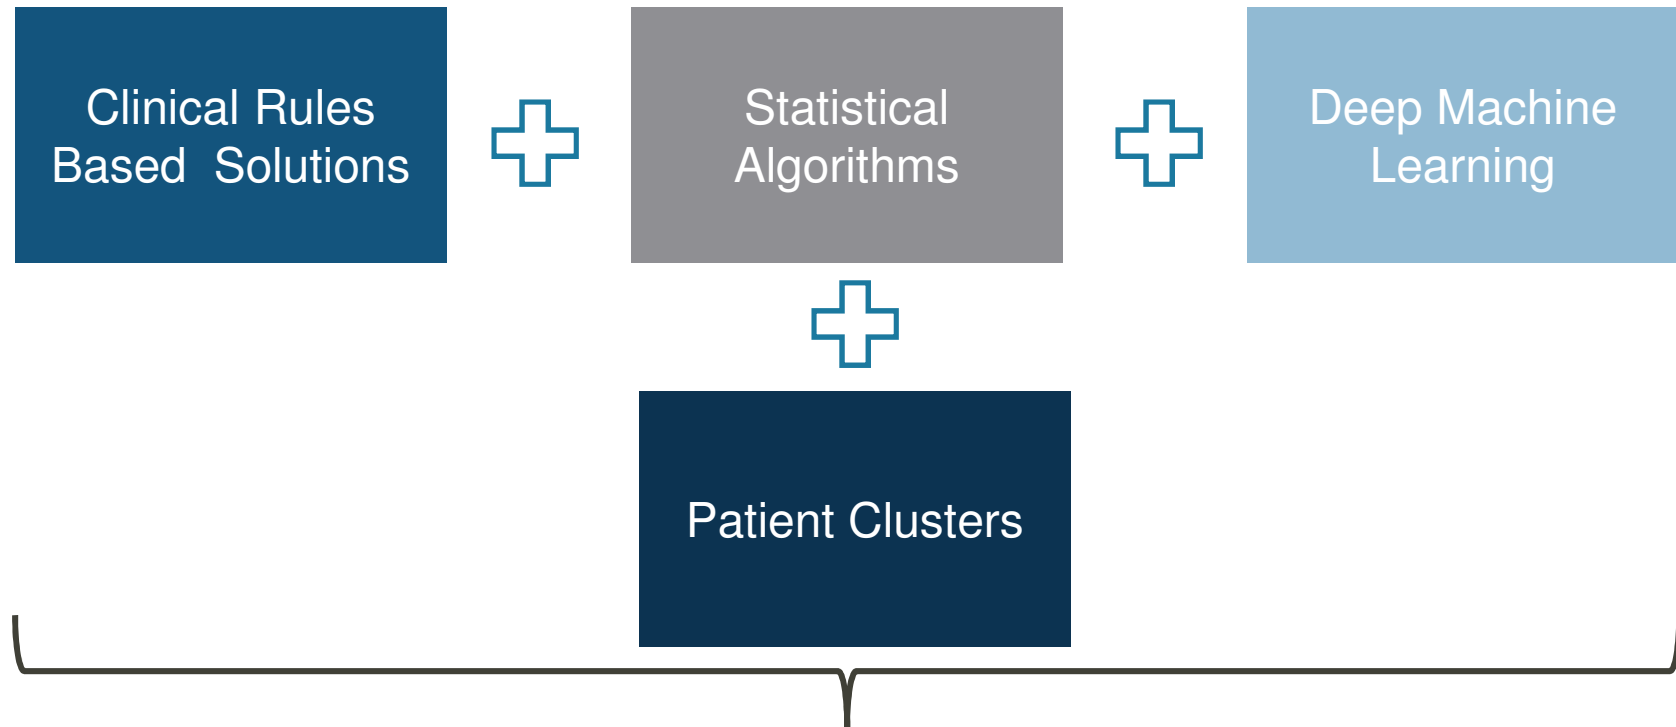 Clinical Rules
Based  Solutions
Statistical
Algorithms
Deep Machine
Learning
Patient Clusters